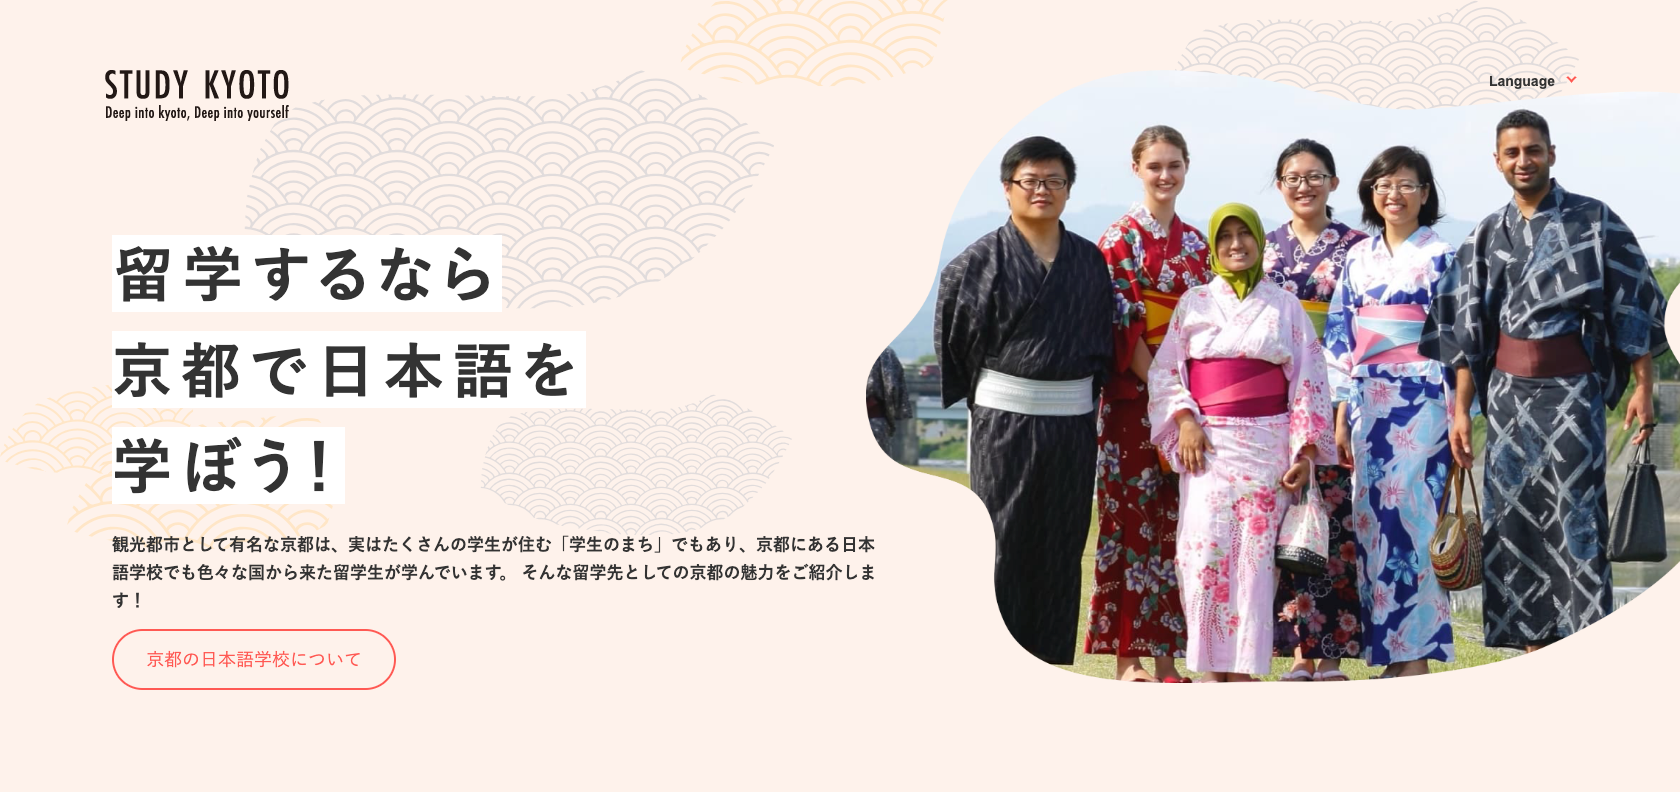 STUDY KYOTO
Deep into kyoto, Deep into yourself
Language
留学するなら
京都で日本語を
学ぼう！
観光都市として有名な京都は、実はたくさんの学生が住む「学生のまち」でもあり、京都にある日本
語学校でも色々な国から来た留学生が学んでいます。 そんな留学先としての京都の魅力をご紹介しま
す！
京都の日本語学校について